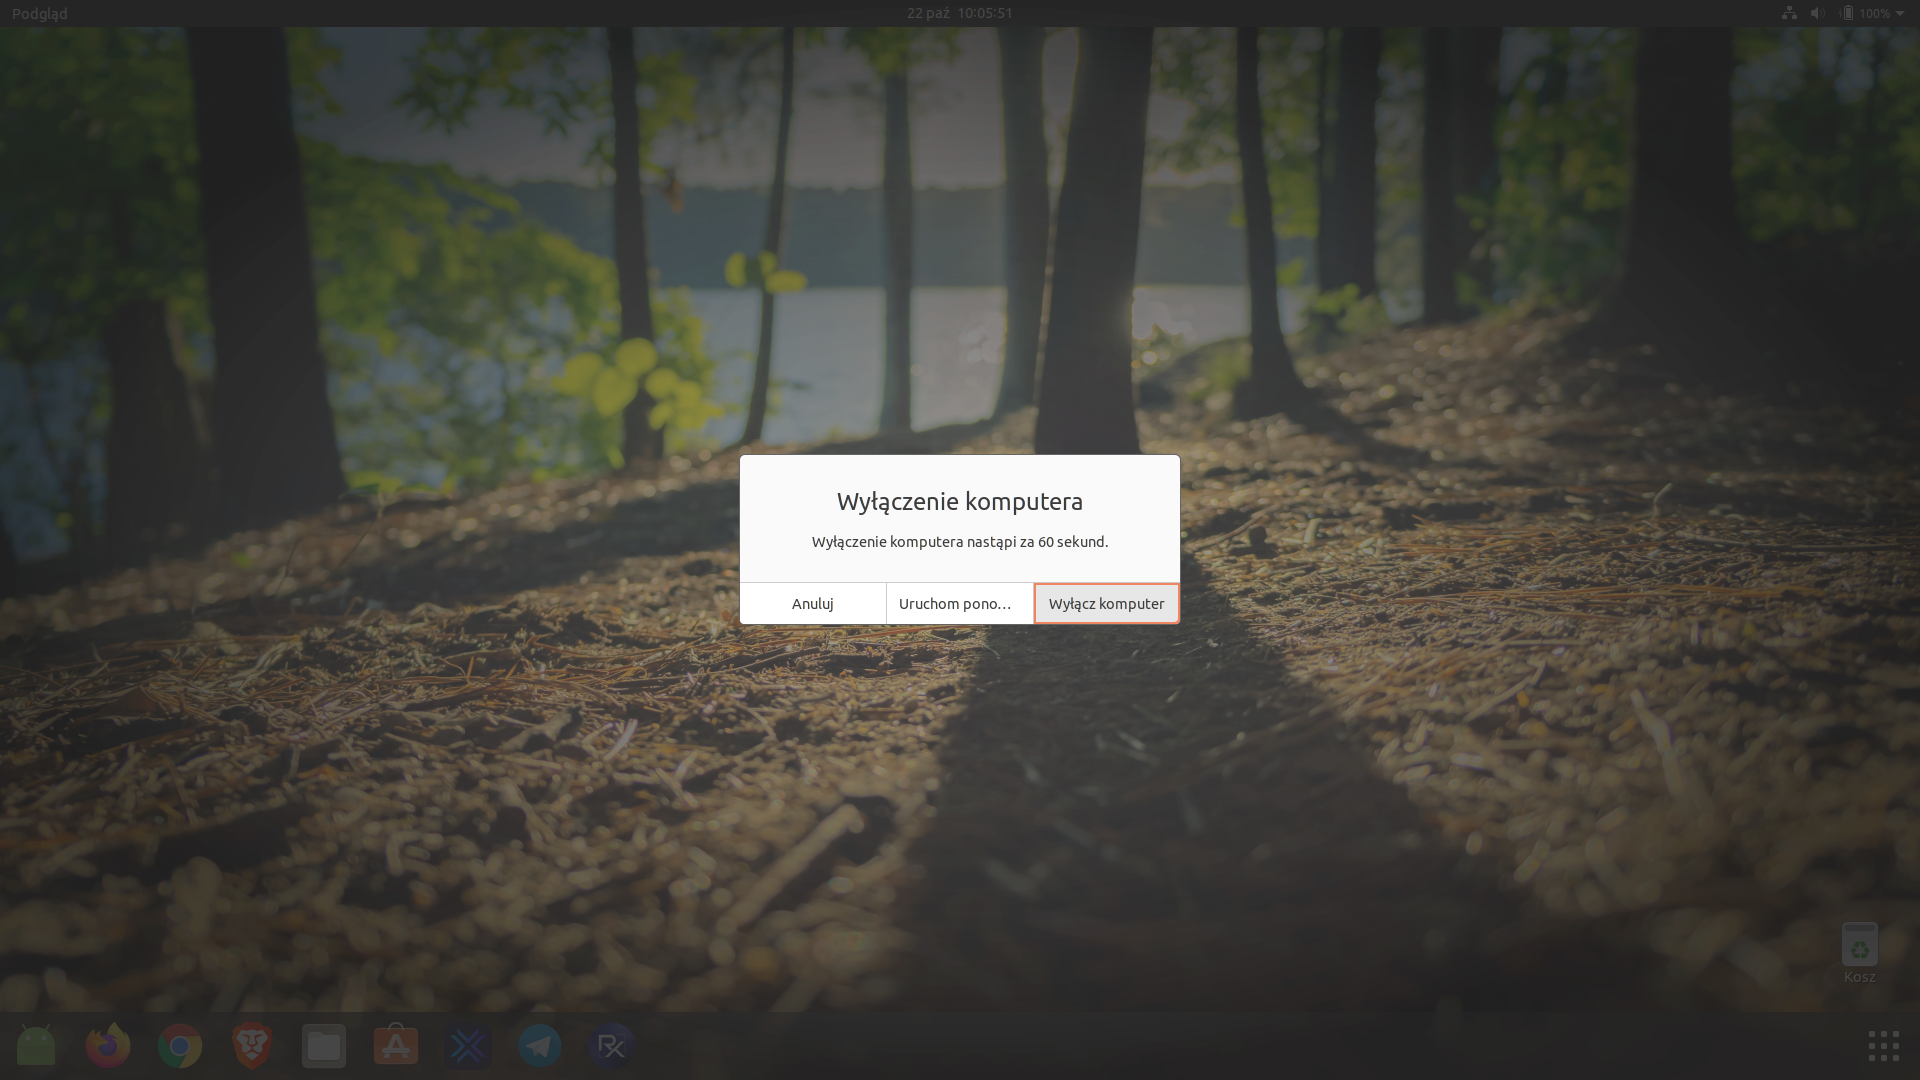 Podgląd
22 paź 10:05:51
100%
Wyłączenie komputera
Wyłączenie komputera nastąpi za 60 sekund.
Anuluj
Uruchom pono…
Wyłącz komputer
Kosz